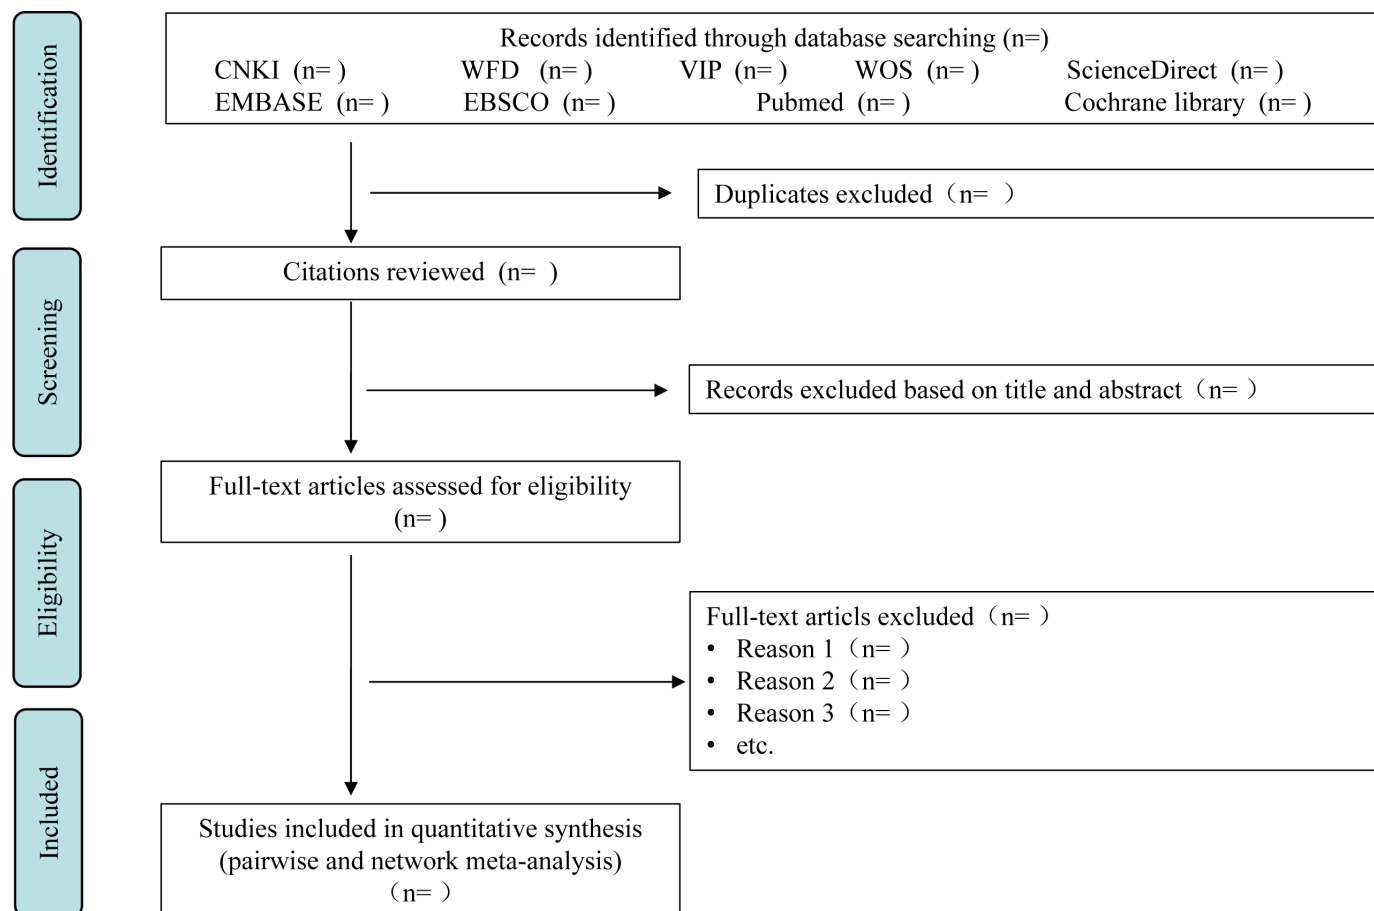 Identification
Records identified through database searching (n=)
CNKI (n= ) WFD (n= ) VIP (n= ) WOS (n= ) ScienceDirect (n= )
EMBASE (n= ) EBSCO (n= ) Pubmed (n= ) Cochrane library (n= )
Duplicates excluded（n= ）
Screening
Citations reviewed (n= )
Records excluded based on title and abstract（n= ）
Eligibility
Full-text articles assessed for eligibility
(n= )
Full-text articls excluded（n= ）
• Reason 1（n= ）
• Reason 2（n= ）
• Reason 3（n= ）
• etc.
Included
Studies included in quantitative synthesis
(pairwise and network meta-analysis)
（n= ）